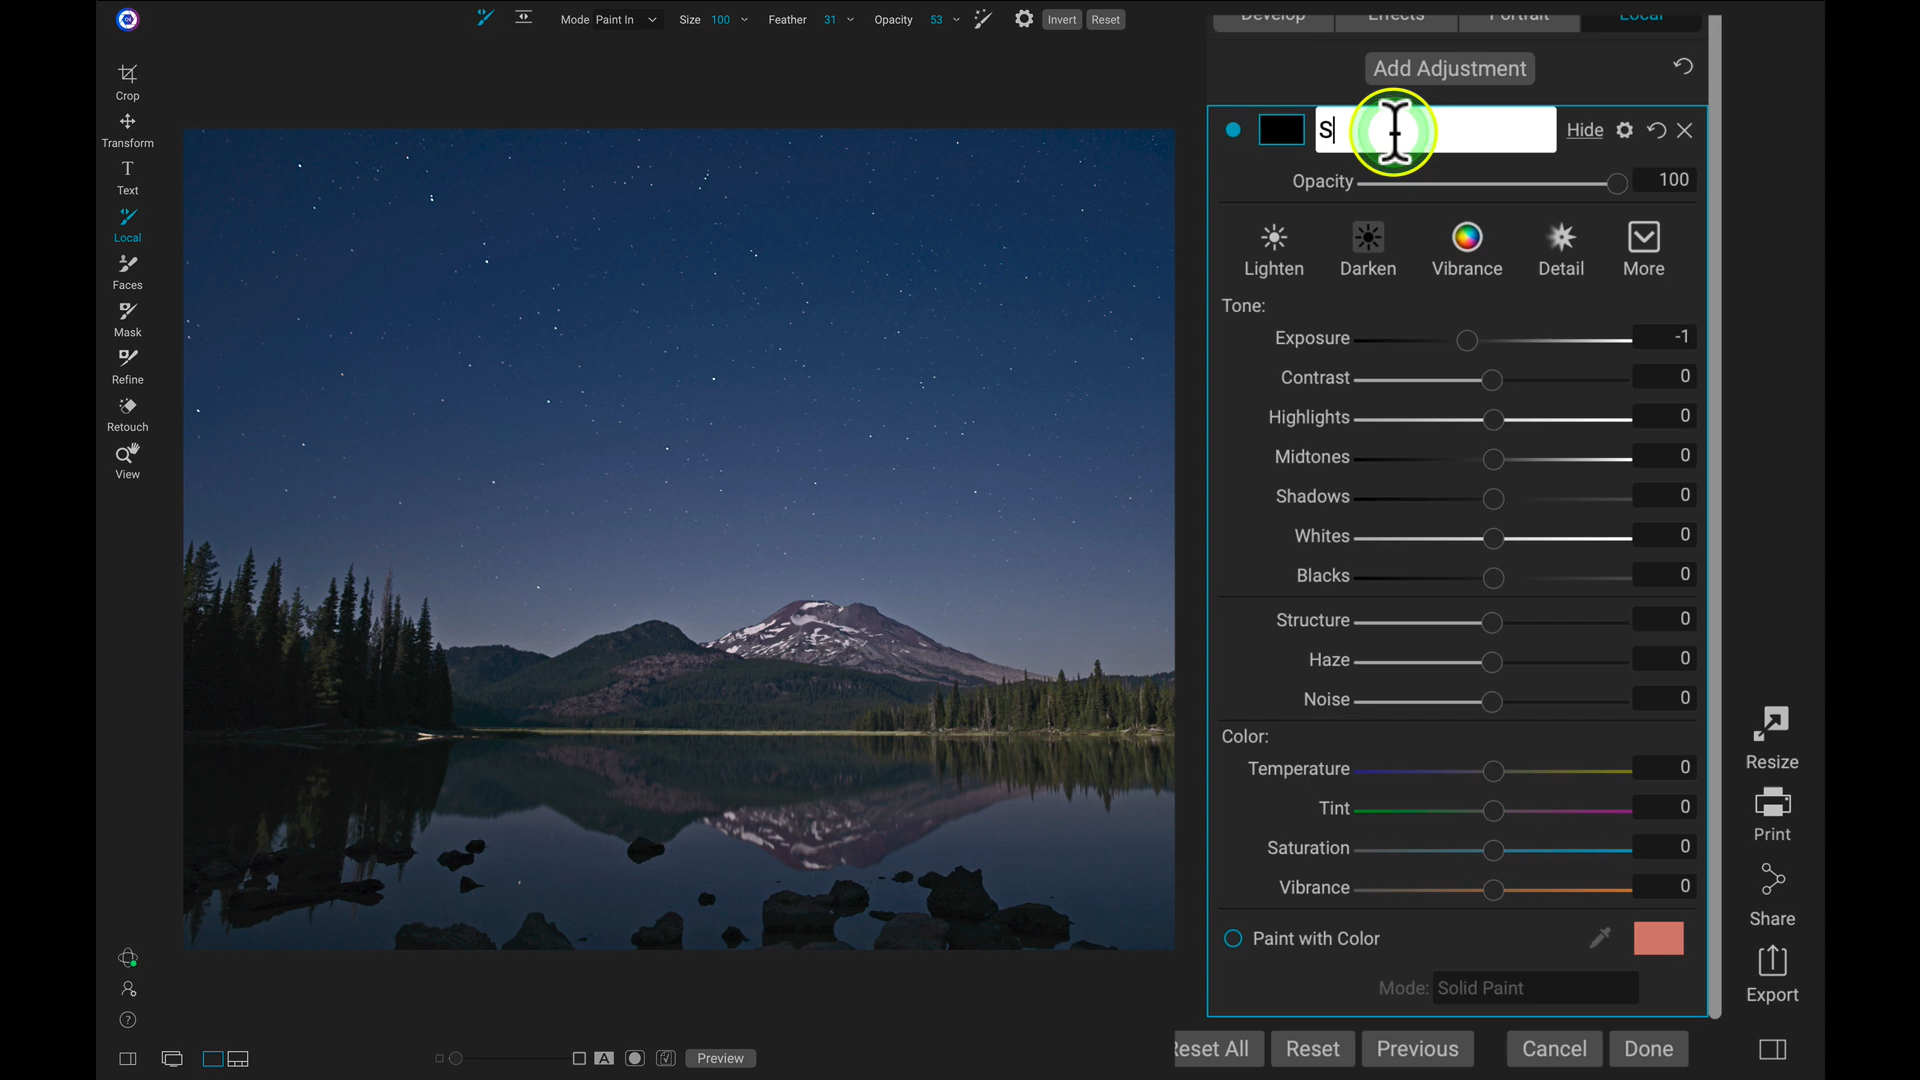 Mode Paint In Size 100 Feather 31 Opacity 53 Invert Reset
Develop Effects Portrait Local
Add Adjustment
S Hide
Opacity 100
Lighten Darken Vibrance Detail More
Tone:
Exposure -1
Contrast 0
Highlights 0
Midtones 0
Shadows 0
Whites 0
Blacks 0
Structure 0
Haze 0
Noise 0
Color:
Temperature 0
Tint 0
Saturation 0
Vibrance 0
Paint with Color
Mode: Solid Paint
Crop
Transform
Text
Local
Faces
Mask
Refine
Retouch
View
Resize
Print
Share
Export
A Preview
eset All Reset Previous Cancel Done